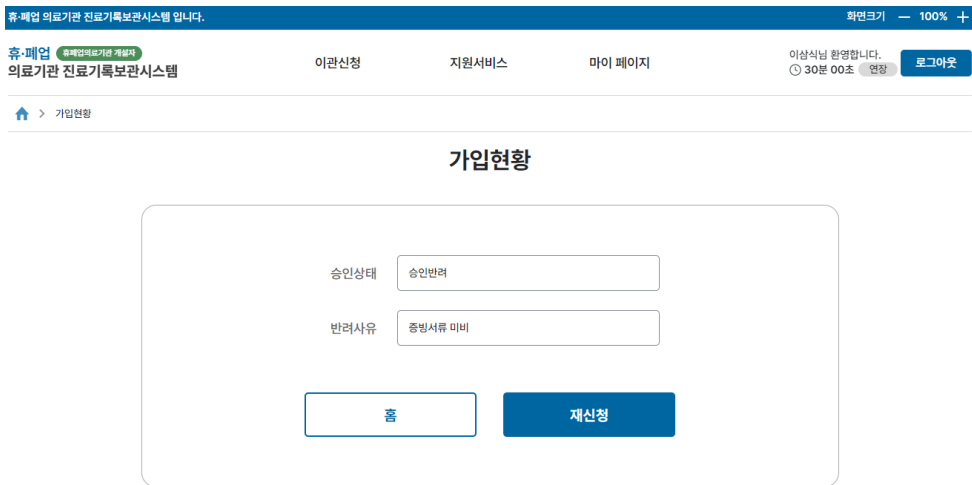 휴·폐업 의료기관 진료기록보관시스템 입니다.
화면크기 — 100% +
휴·폐업 휴폐업의료기관 개설자
의료기관 진료기록보관시스템
이관신청
지원서비스
마이 페이지
이삼식님 환영합니다.
30분 00초 연장
로그아웃
> 가입현황
가입현황
승인상태 승인반려
반려사유 증빙서류 미비
홈
재신청